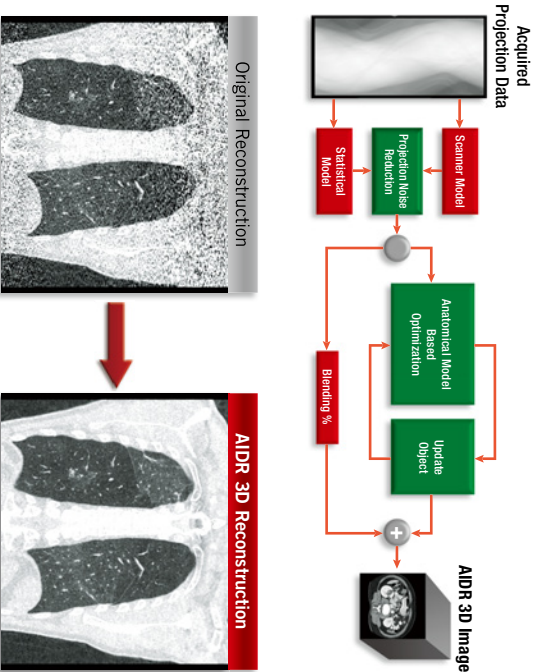 Acquired
Projection Data
Scanner Model
Projection Noise
Reduction
Statistical
Model
Anatomical Model
Based
Optimization
Update
Object
Blending %
+
AIDR 3D Image
Original Reconstruction
AIDR 3D Reconstruction